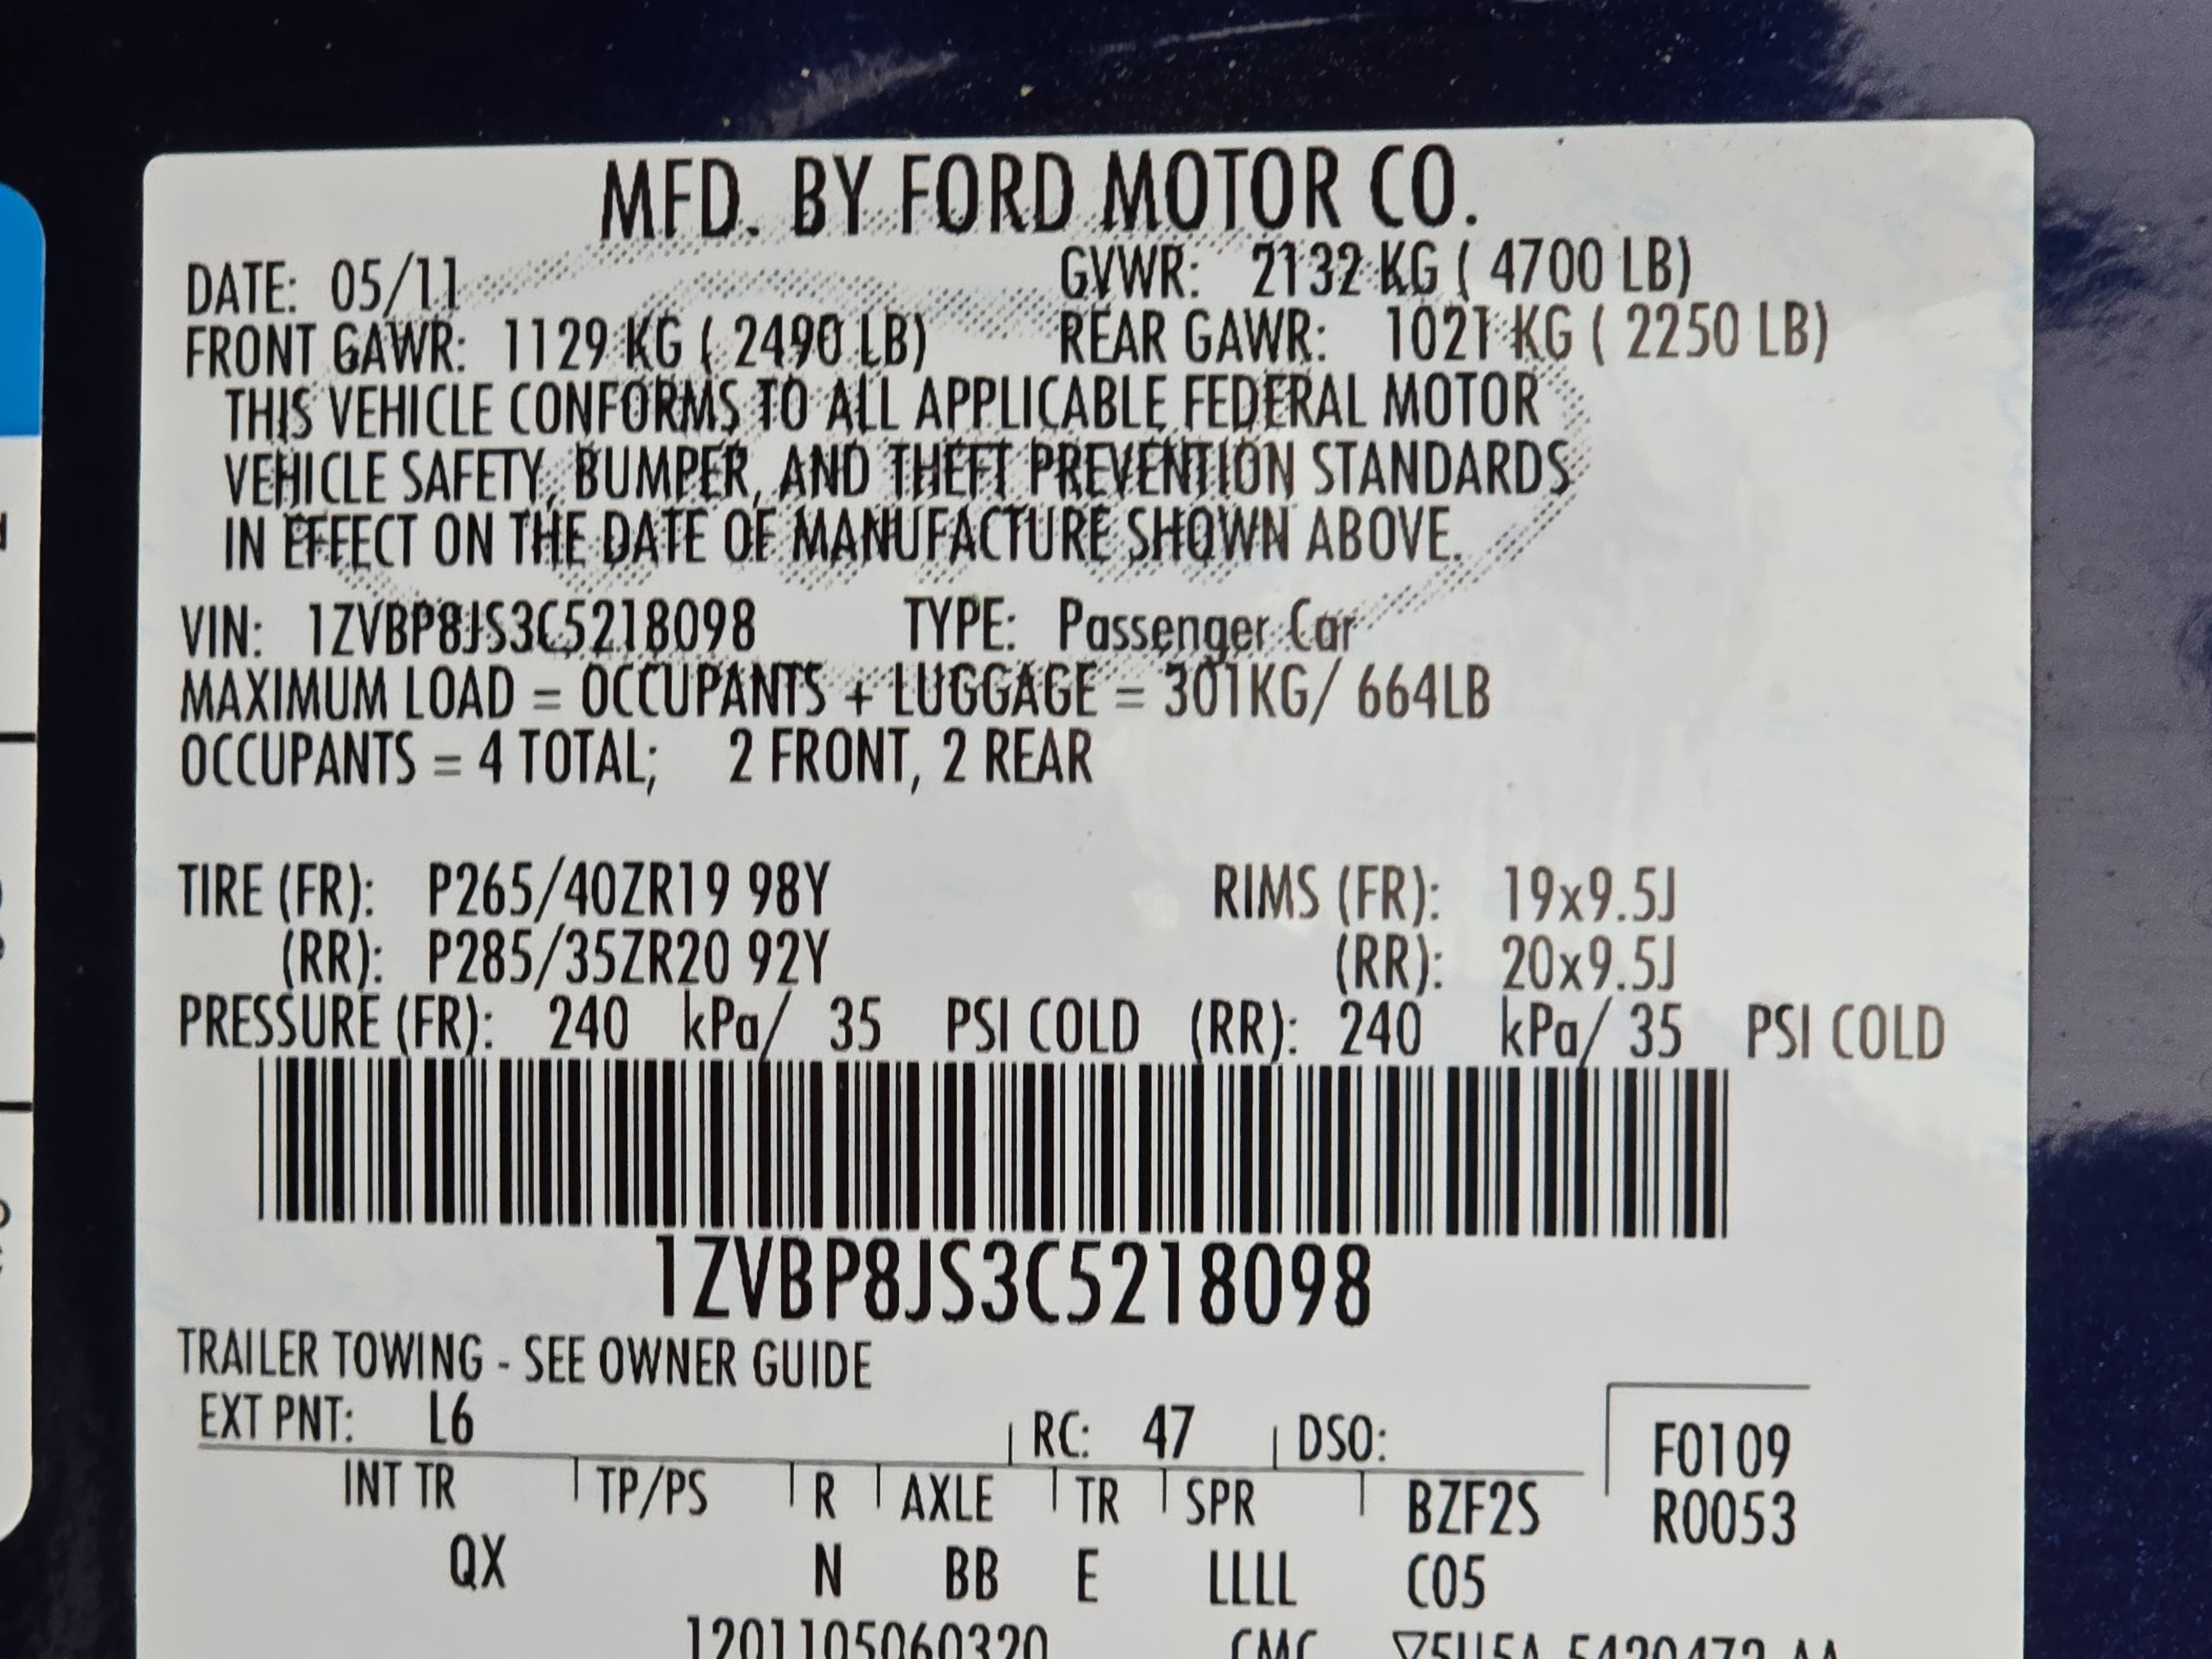 MFD. BY FORD MOTOR CO.
DATE: 05/11 GVWR: 2132 KG ( 4700 LB)
FRONT GAWR: 1129 KG ( 2490 LB) REAR GAWR: 1021 KG ( 2250 LB)
THIS VEHICLE CONFORMS TO ALL APPLICABLE FEDERAL MOTOR
VEHICLE SAFETY, BUMPER, AND THEFT PREVENTION STANDARDS
IN EFFECT ON THE DATE OF MANUFACTURE SHOWN ABOVE.
VIN: 1ZVBP8JS3C5218098 TYPE: Passenger Car
MAXIMUM LOAD = OCCUPANTS + LUGGAGE = 301KG/ 664LB
OCCUPANTS = 4 TOTAL; 2 FRONT, 2 REAR
TIRE (FR): P265/40ZR19 98Y RIMS (FR): 19x9.5J
(RR): P285/35ZR20 92Y (RR): 20x9.5J
PRESSURE (FR): 240 kPa/ 35 PSI COLD (RR): 240 kPa/ 35 PSI COLD
1ZVBP8JS3C5218098
TRAILER TOWING - SEE OWNER GUIDE
EXT PNT: L6 RC: 47 DSO: F0109
INT TR TP/PS R AXLE TR SPR BZF2S R0053
QX N BB E LLLL C05
1201105060320